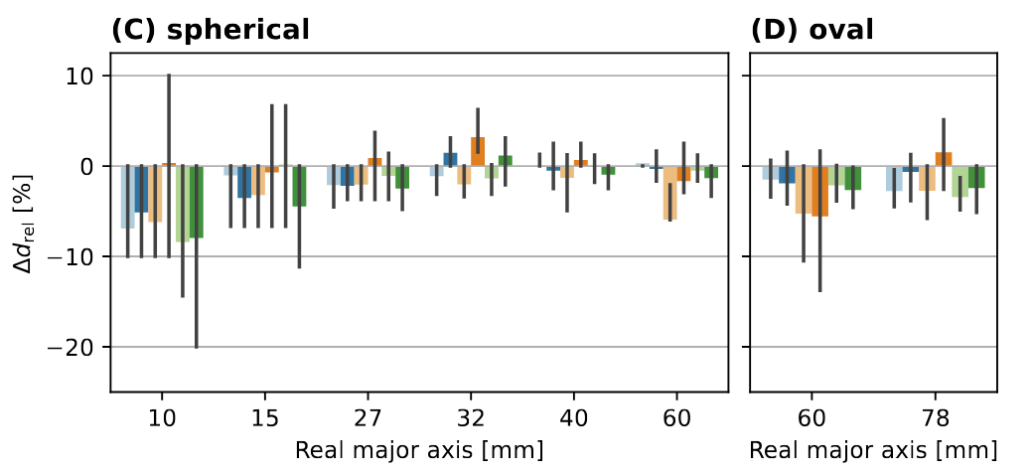 (C) spherical
(D) oval
10
0
−10
−20
Δd_rel [%]
10 15 27 32 40 60
60 78
Real major axis [mm]
Real major axis [mm]